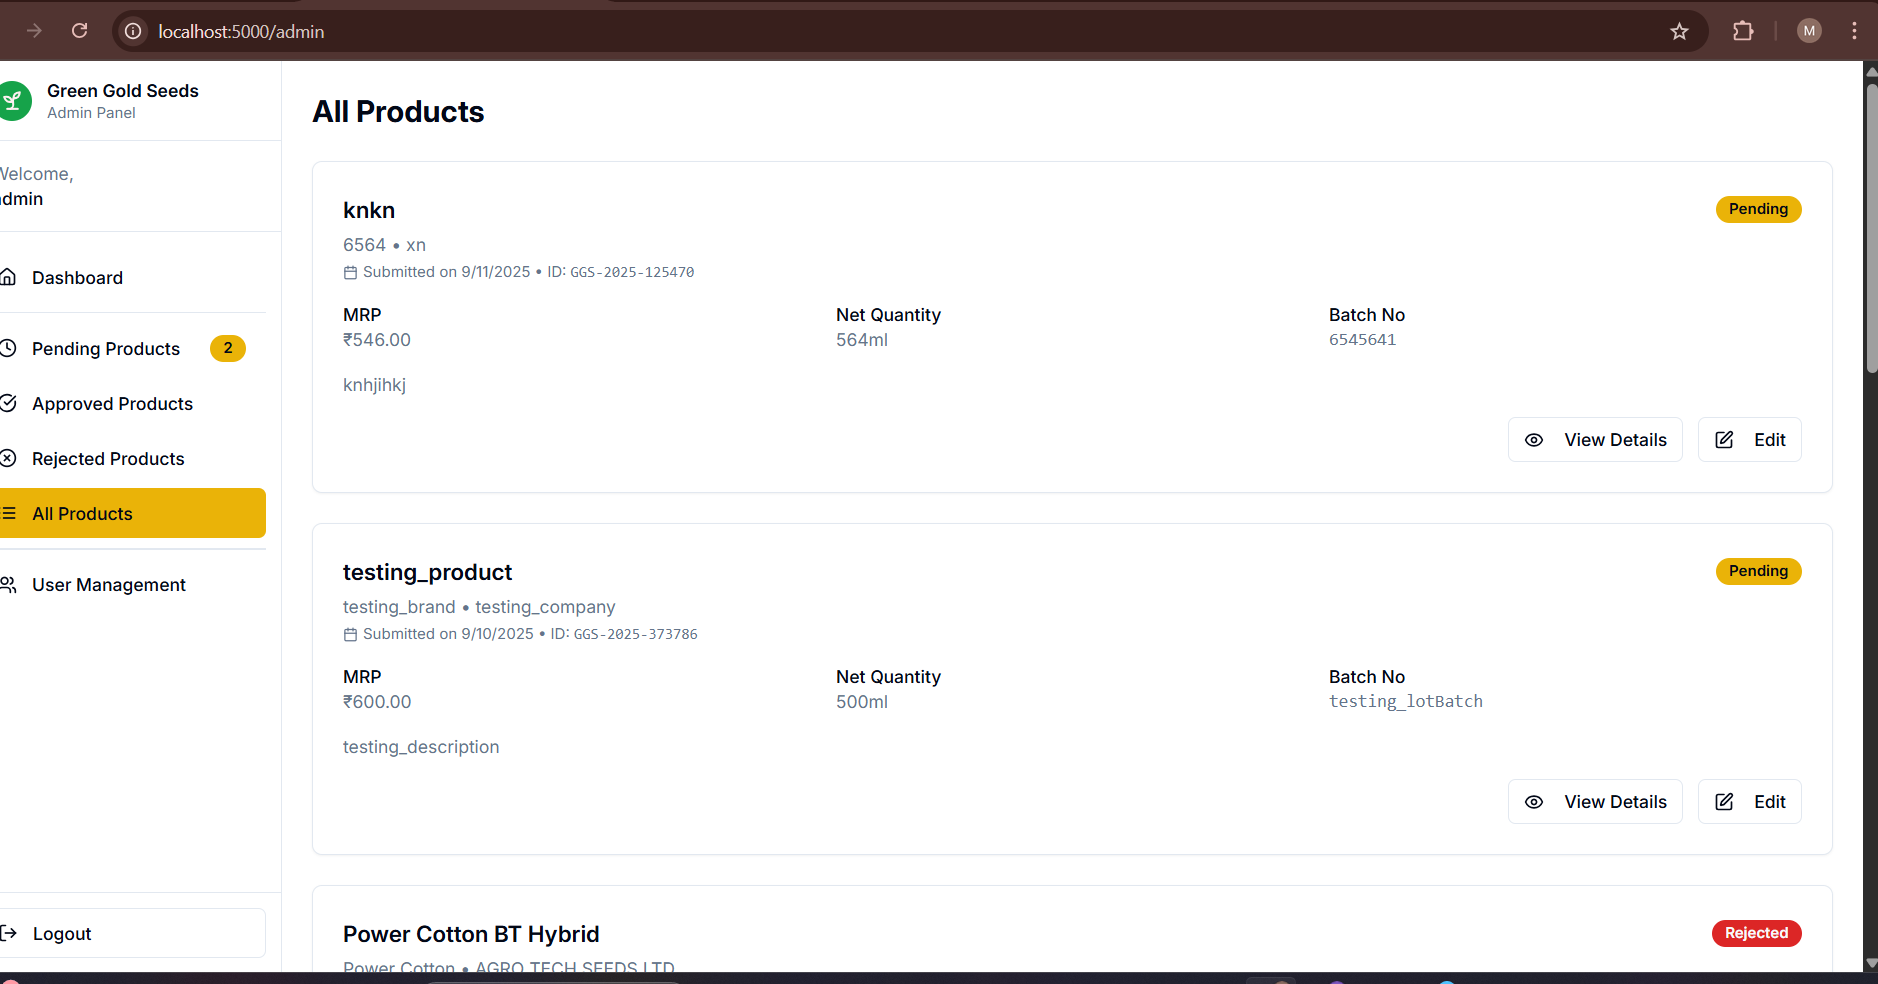 localhost:5000/admin
M
Green Gold Seeds
Admin Panel
Welcome,
admin
Dashboard
Pending Products 2
Approved Products
Rejected Products
All Products
User Management
Logout
All Products
knkn Pending
6564 • xn
Submitted on 9/11/2025 • ID: GGS-2025-125470
MRP Net Quantity Batch No
₹546.00 564ml 6545641
knhjihkj
View Details Edit
testing_product Pending
testing_brand • testing_company
Submitted on 9/10/2025 • ID: GGS-2025-373786
MRP Net Quantity Batch No
₹600.00 500ml testing_lotBatch
testing_description
View Details Edit
Power Cotton BT Hybrid Rejected
Power Cotton • AGRO TECH SEEDS LTD